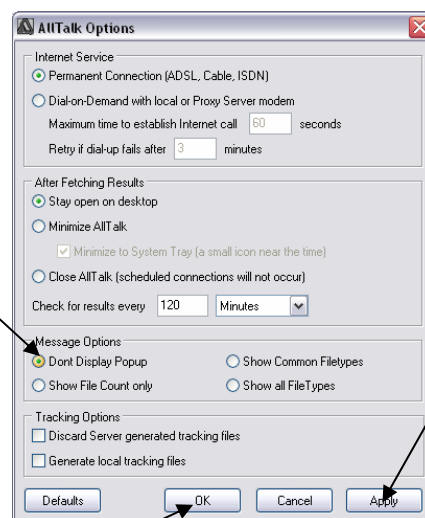 AllTalk Options
Internet Service
Permanent Connection (ADSL, Cable, ISDN)
Dial-on-Demand with local or Proxy Server modem
Maximum time to establish Internet call 60 seconds
Retry if dial-up fails after 3 minutes
After Fetching Results
Stay open on desktop
Minimize AllTalk
Minimize to System Tray (a small icon near the time)
Close AllTalk (scheduled connections will not occur)
Check for results every 120 Minutes
Message Options
Dont Display Popup Show Common Filetypes
Show File Count only Show all FileTypes
Tracking Options
Discard Server generated tracking files
Generate local tracking files
Defaults OK Cancel Apply